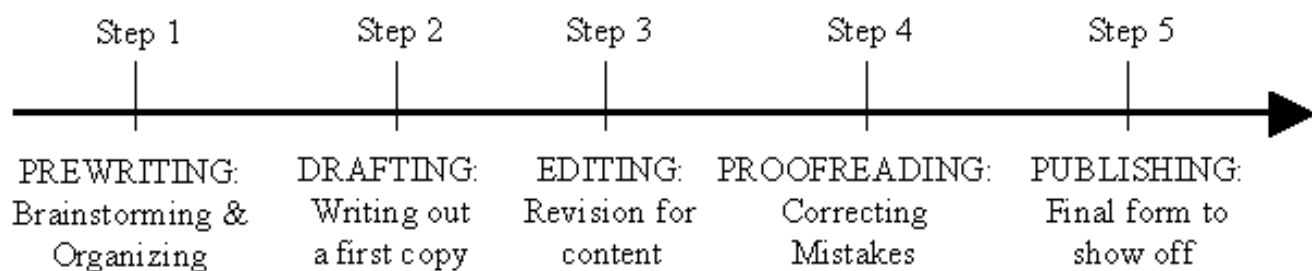 Step 1 Step 2 Step 3 Step 4 Step 5
PREWRITING: DRAFTING: EDITING: PROOFREADING: PUBLISHING:
Brainstorming & Writing out Revision for Correcting Final form to
Organizing a first copy content Mistakes show off